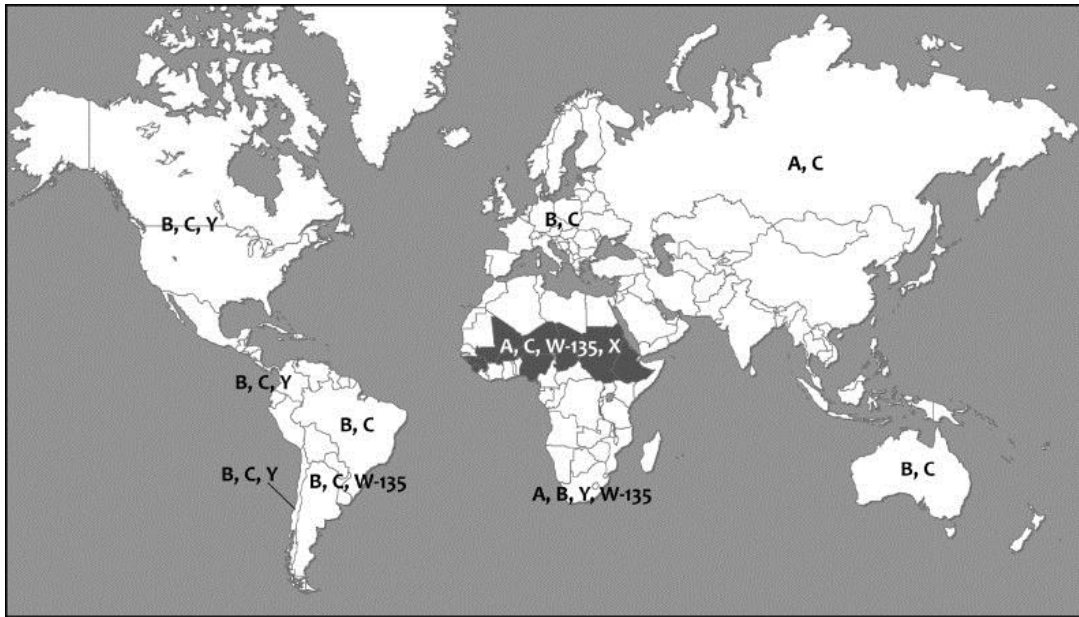 A, C
B, C, Y
B, C
A, C, W-135, X
B, C, Y
B, C
B, C, Y
B, C, W-135
A, B, Y, W-135
B, C